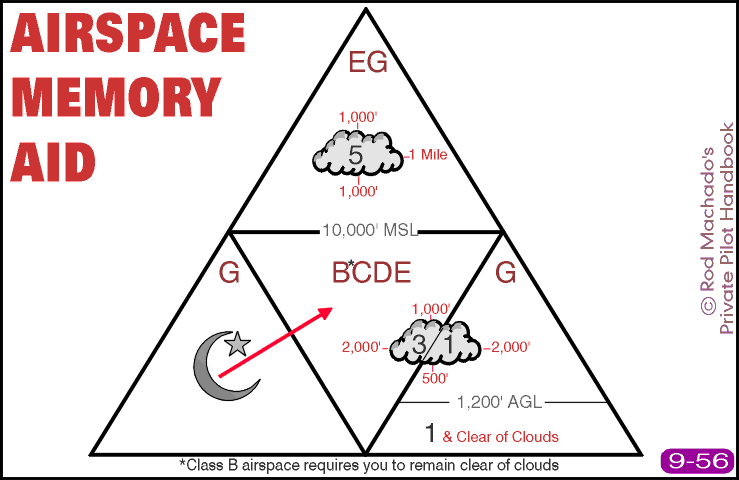 AIRSPACE
MEMORY
AID
EG
1,000'
5
1 Mile
1,000'
10,000' MSL
G
B*CDE
G
1,000'
2,000'
3/1
2,000'
500'
1,200' AGL
1 & Clear of Clouds
*Class B airspace requires you to remain clear of clouds
9-56
© Rod Machado's
Private Pilot Handbook